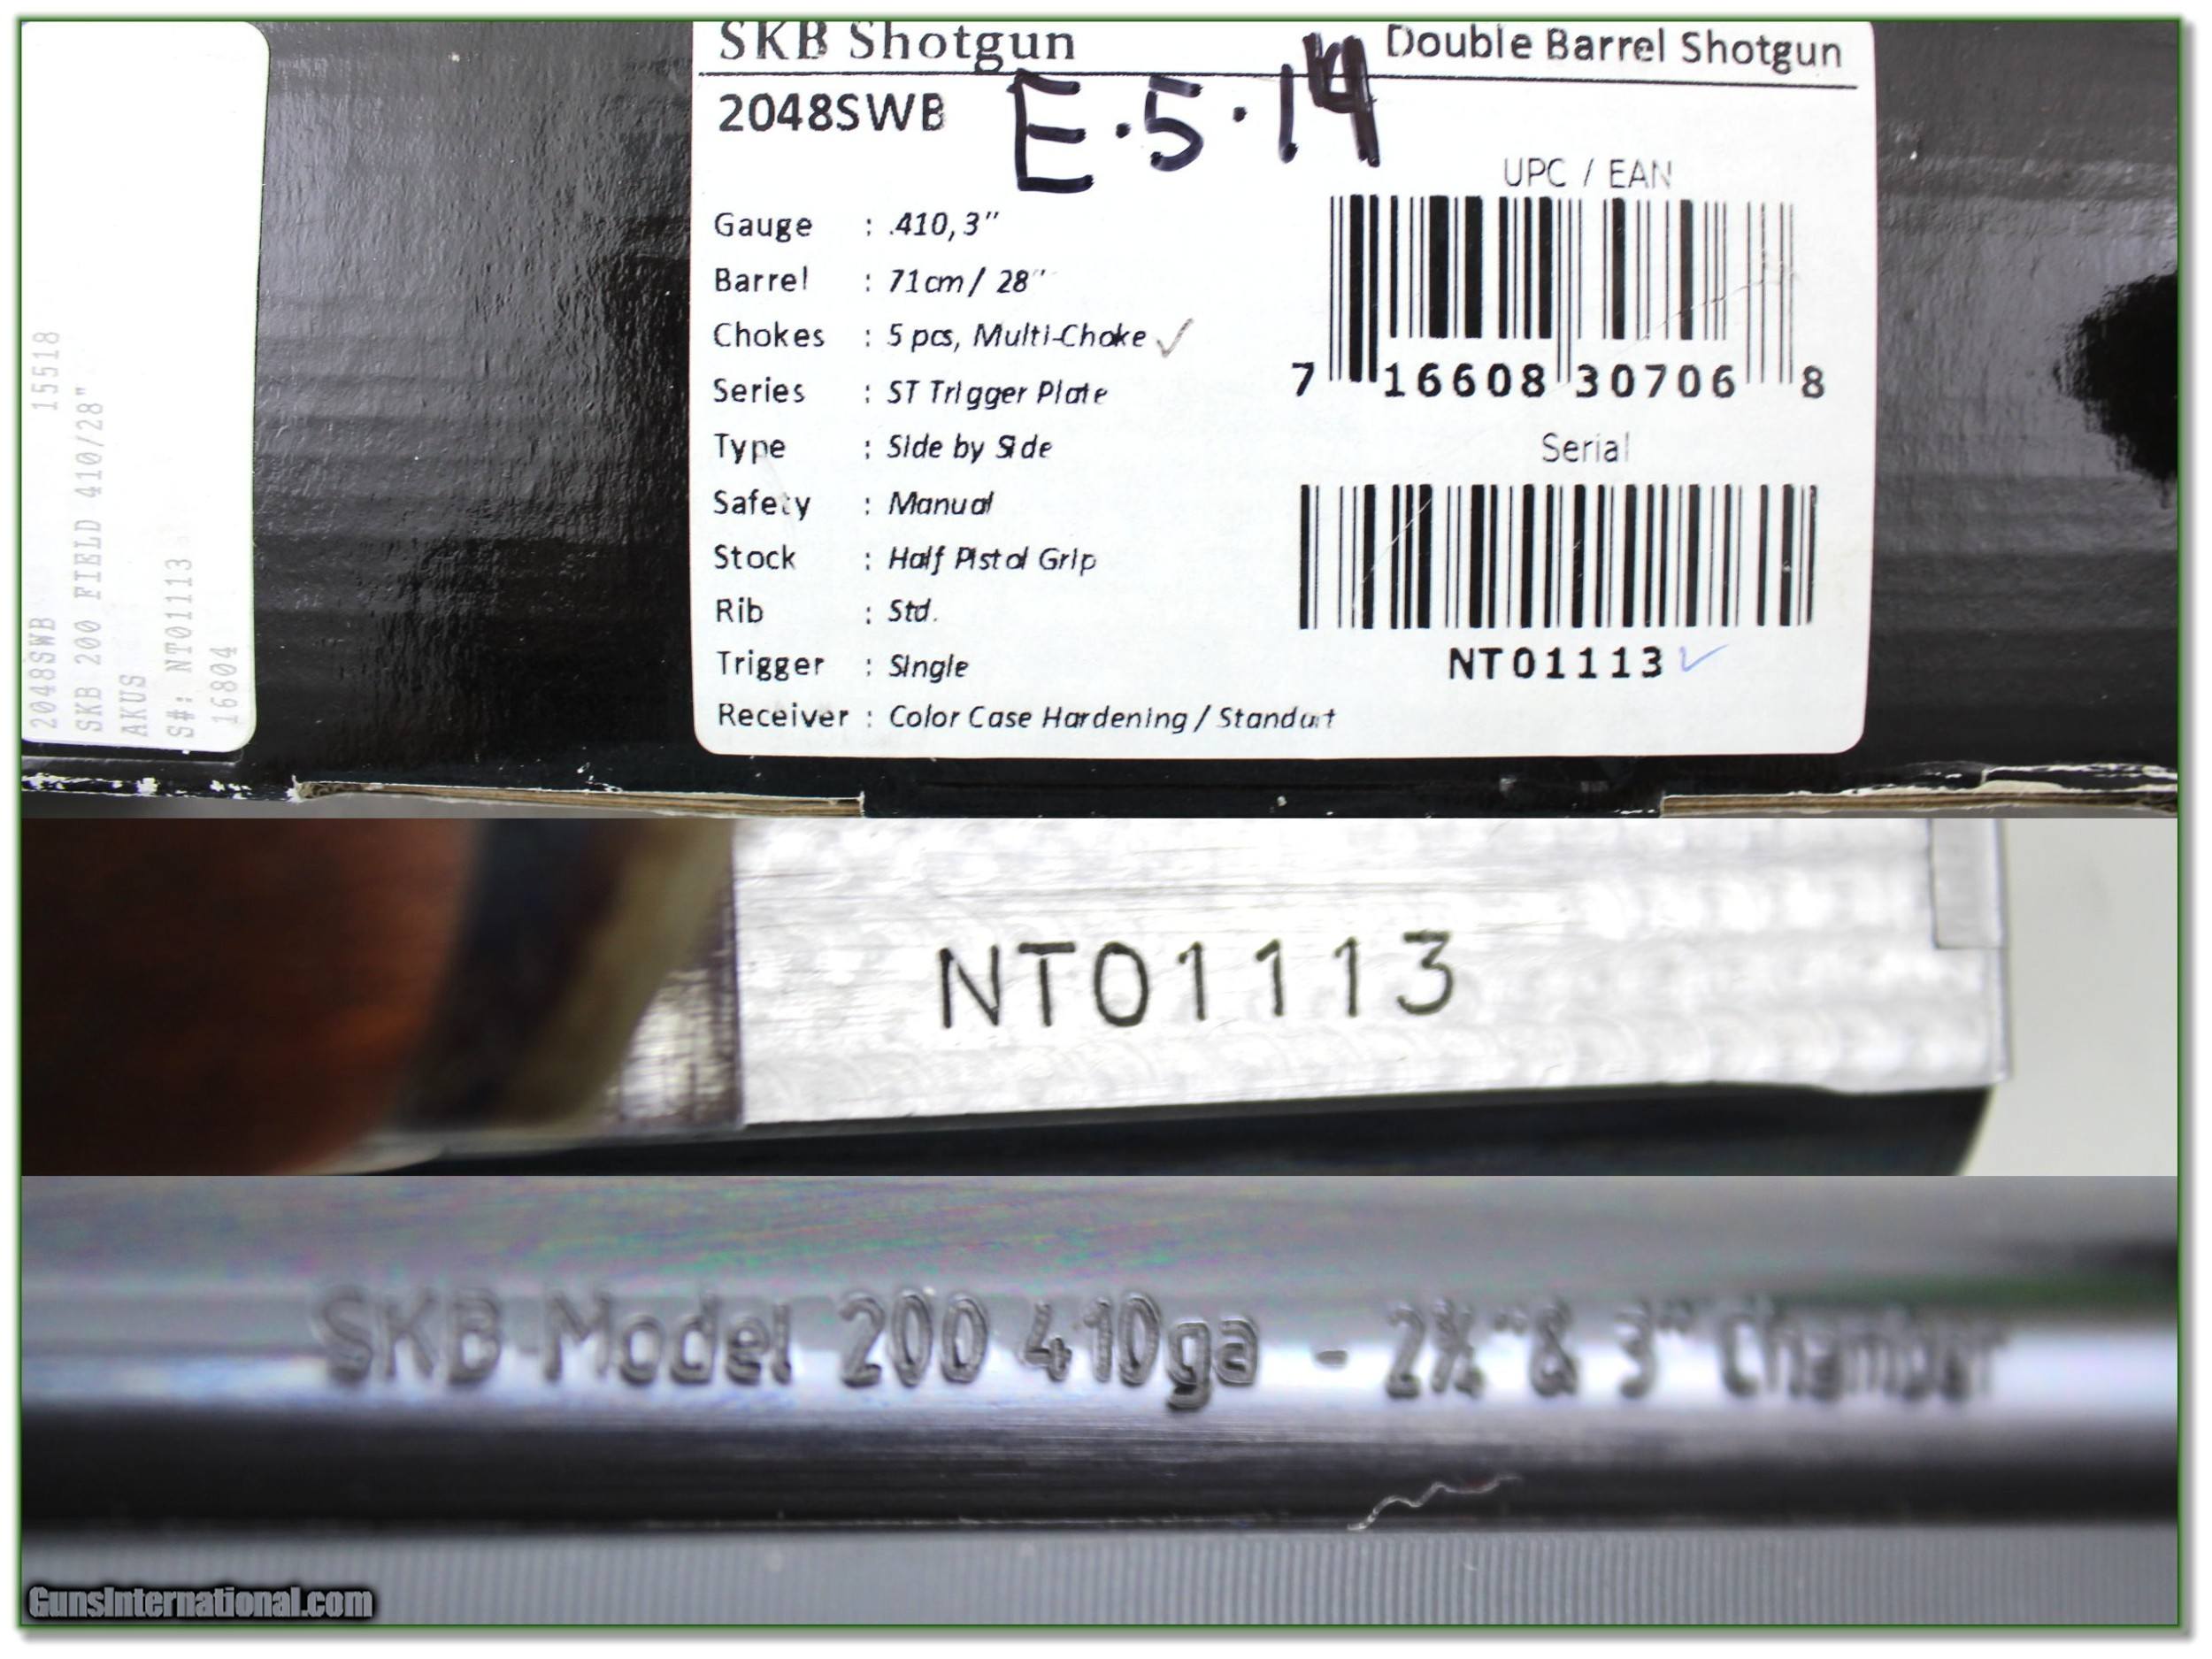 SKB Shotgun Double Barrel Shotgun
2048SWB E.5.14
UPC / EAN
Gauge : .410, 3"
Barrel : 71cm / 28"
Chokes : 5 pcs, Multi-Choke ✓
Series : ST Trigger Plate
Type : Side by Side
Safety : Manual
Stock : Half Pistol Grip
Rib : Std.
Trigger : Single
Receiver : Color Case Hardening / Standart
7 16608 30706 8
Serial
NT01113 ✓
2048SWB 15518
SKB 200 FIELD 410/28"
AKUS
S#: NT01113
16804
NT01113
SKB Model 200 410ga - 2½" & 3" Chamber
GunsInternational.com